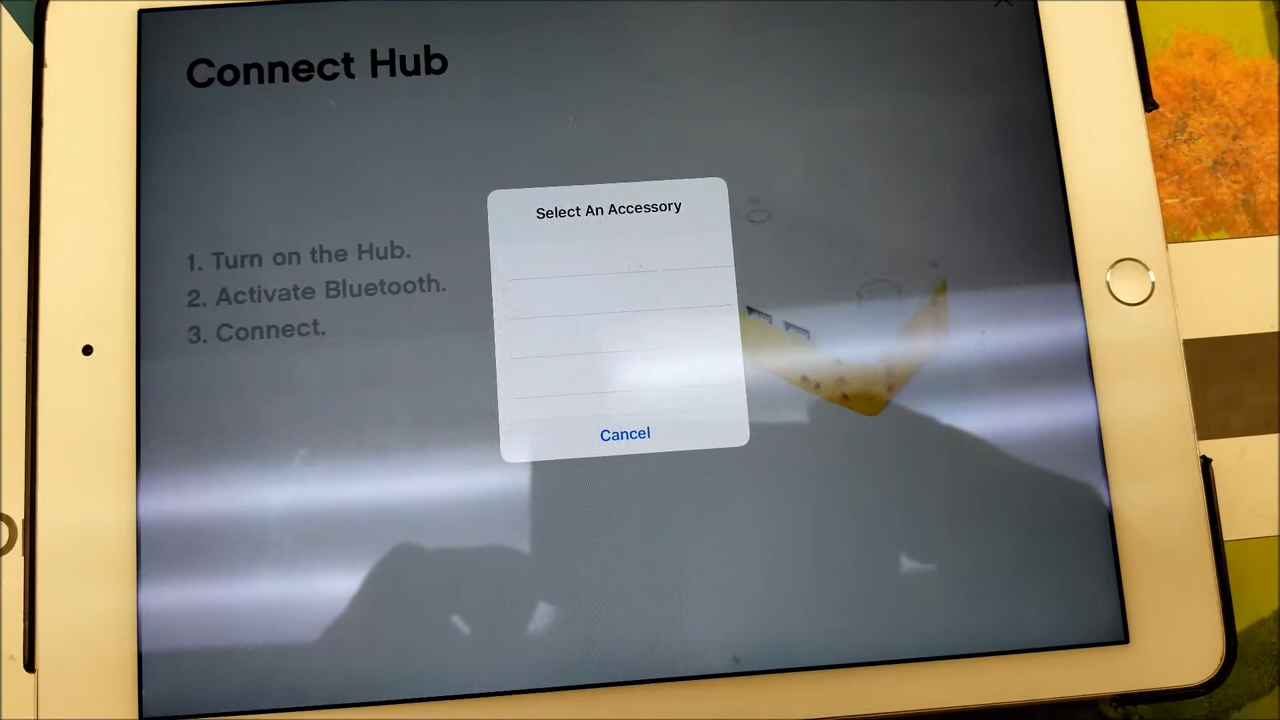 Connect Hub
Select An Accessory
1. Turn on the Hub.
2. Activate Bluetooth.
3. Connect.
Cancel